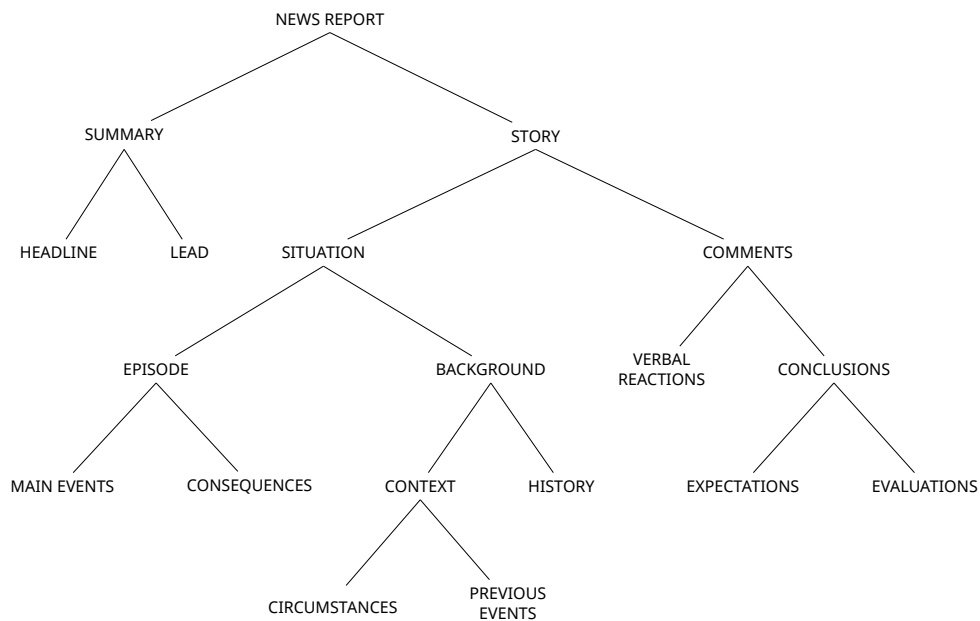 NEWS REPORT
SUMMARY
STORY
HEADLINE
LEAD
SITUATION
COMMENTS
EPISODE
BACKGROUND
VERBAL
REACTIONS
CONCLUSIONS
MAIN EVENTS
CONSEQUENCES
CONTEXT
HISTORY
EXPECTATIONS
EVALUATIONS
CIRCUMSTANCES
PREVIOUS
EVENTS